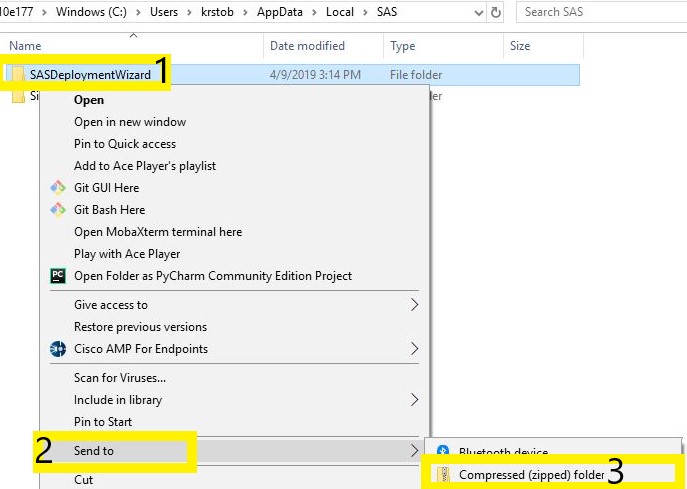 10e177 > Windows (C:) > Users > krstob > AppData > Local > SAS
Search SAS
Name Date modified Type Size
1
SASDeploymentWizard 4/9/2019 3:14 PM File folder
Open
Open in new window
Pin to Quick access
Add to Ace Player's playlist
Git GUI Here
Git Bash Here
Open MobaXterm terminal here
Play with Ace Player
PC Open Folder as PyCharm Community Edition Project
Give access to >
Restore previous versions
Cisco AMP For Endpoints >
Scan for Viruses...
Include in library >
Pin to Start
2 Send to >
Bluetooth device
Compressed (zipped) folder 3
Cut